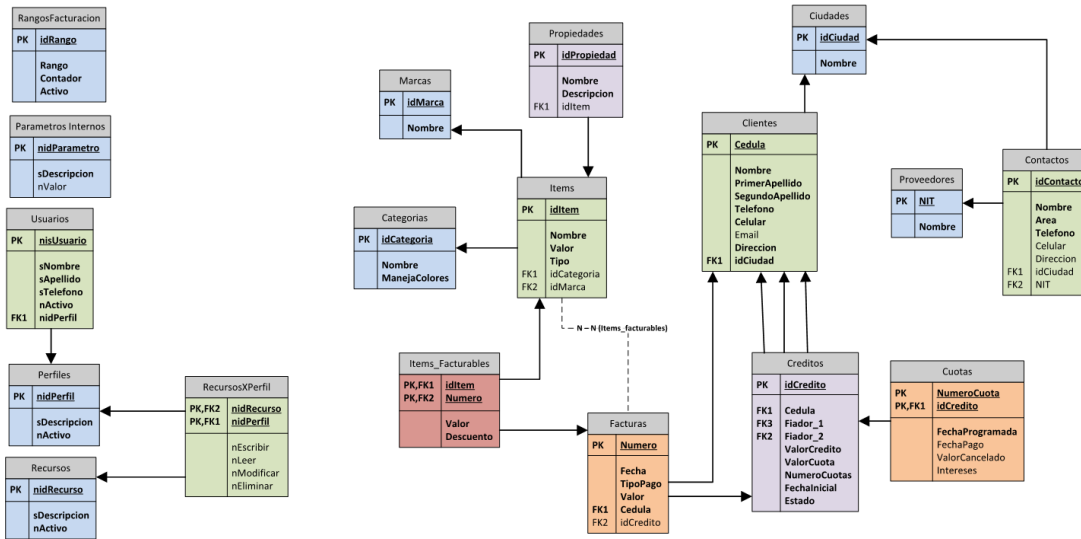 RangosFacturacion
PK idRango
Rango
Contador
Activo
Parametros Internos
PK nidParametro
sDescripcion
nValor
Usuarios
PK nisUsuario
sNombre
sApellido
sTelefono
nActivo
FK1 nidPerfil
Perfiles
PK nidPerfil
sDescripcion
nActivo
Recursos
PK nidRecurso
sDescripcion
nActivo
RecursosXPerfil
PK,FK2 nidRecurso
PK,FK1 nidPerfil
nEscribir
nLeer
nModificar
nEliminar
Marcas
PK idMarca
Nombre
Categorias
PK idCategoria
Nombre
ManejaColores
Propiedades
PK idPropiedad
Nombre
Descripcion
FK1 idItem
Items
PK idItem
Nombre
Valor
Tipo
FK1 idCategoria
FK2 idMarca
N – N (Items_facturables)
Items_Facturables
PK,FK1 idItem
PK,FK2 Numero
Valor
Descuento
Facturas
PK Numero
Fecha
TipoPago
Valor
FK1 Cedula
FK2 idCredito
Ciudades
PK idCiudad
Nombre
Clientes
PK Cedula
Nombre
PrimerApellido
SegundoApellido
Telefono
Celular
Email
Direccion
FK1 idCiudad
Proveedores
PK NIT
Nombre
Contactos
PK idContacto
Nombre
Area
Telefono
Celular
Direccion
FK1 idCiudad
FK2 NIT
Creditos
PK idCredito
FK1 Cedula
FK3 Fiador_1
FK2 Fiador_2
ValorCredito
ValorCuota
NumeroCuotas
FechaInicial
Estado
Cuotas
PK NumeroCuota
PK,FK1 idCredito
FechaProgramada
FechaPago
ValorCancelado
Intereses